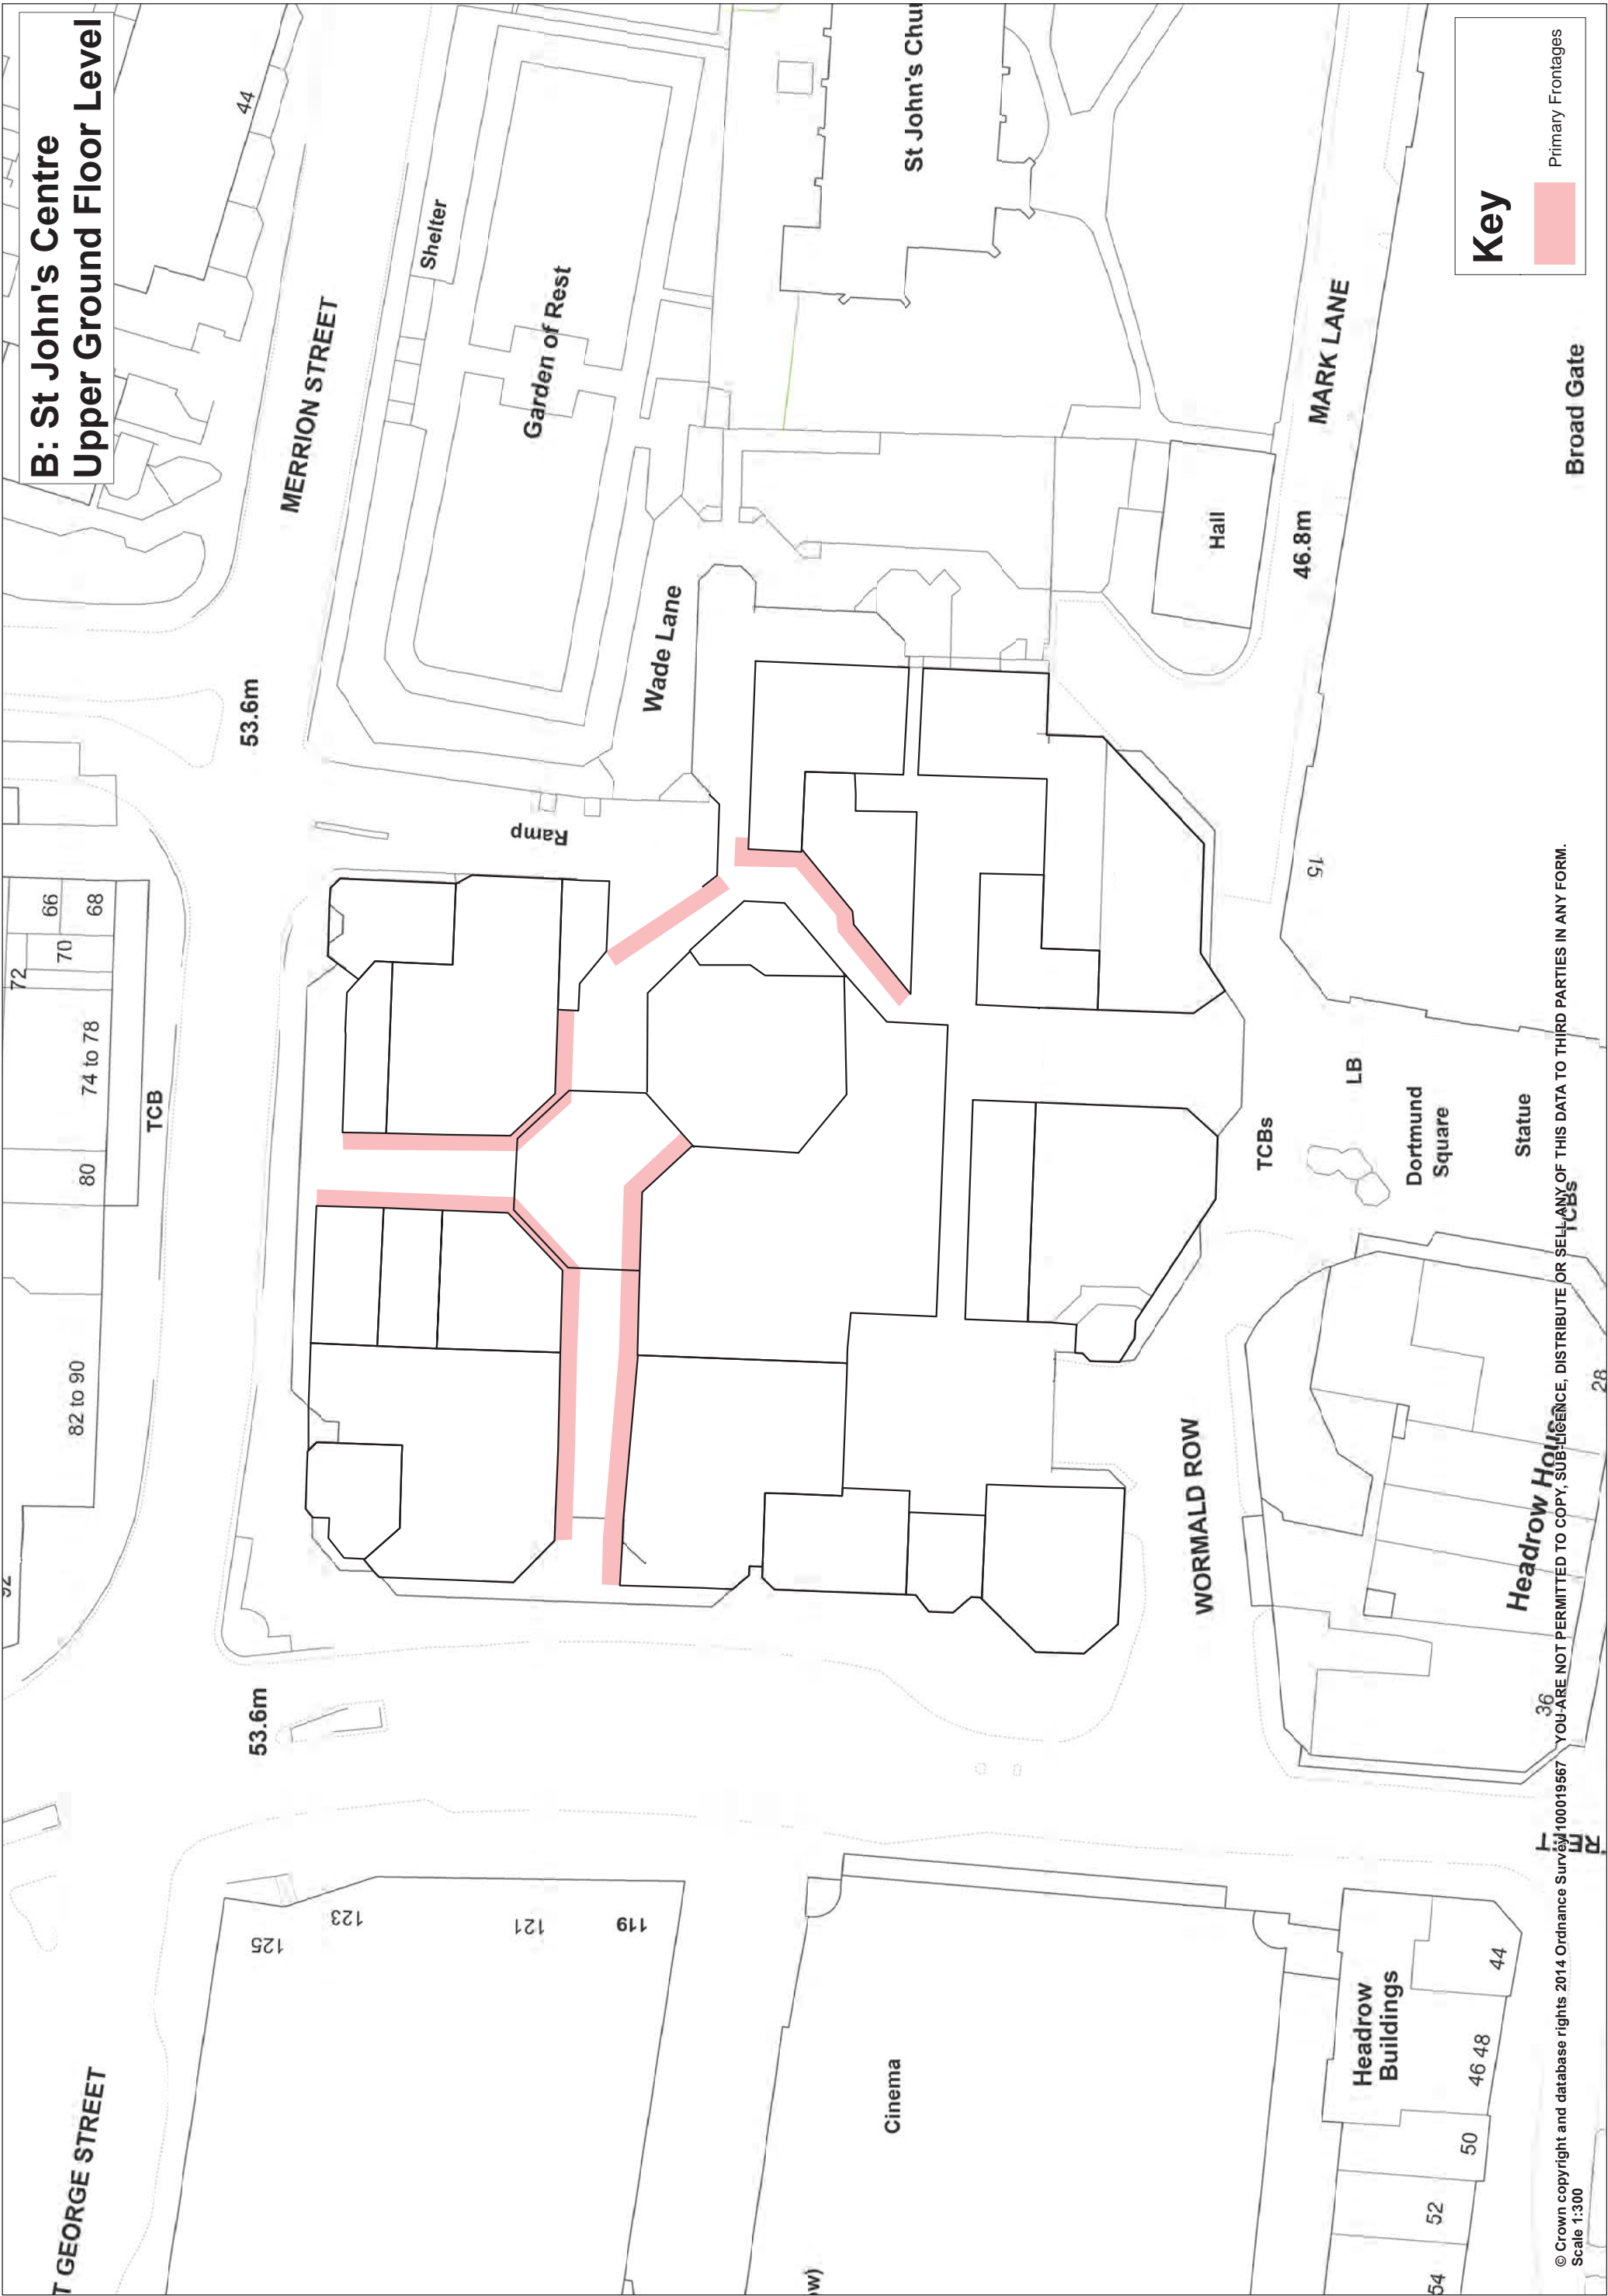 B: St John's Centre
Upper Ground Floor Level
44
MERRION STREET
Shelter
Garden of Rest
St John's Chu
Wade Lane
53.6m
Ramp
66
68
70
72
74 to 78
80
TCB
82 to 90
53.6m
Hall
46.8m
MARK LANE
Broad Gate
Key
Primary Frontages
15
LB
TCBs
Dortmund
Square
Statue
TCBs
WORMALD ROW
Headrow House
28
36
125
123
121
119
T GEORGE STREET
Cinema
Headrow
Buildings
44
46 48
50
52
54
REET
© Crown copyright and database rights 2014 Ordnance Survey 100019567 YOU ARE NOT PERMITTED TO COPY, SUB-LICENCE, DISTRIBUTE OR SELL ANY OF THIS DATA TO THIRD PARTIES IN ANY FORM.
Scale 1:300